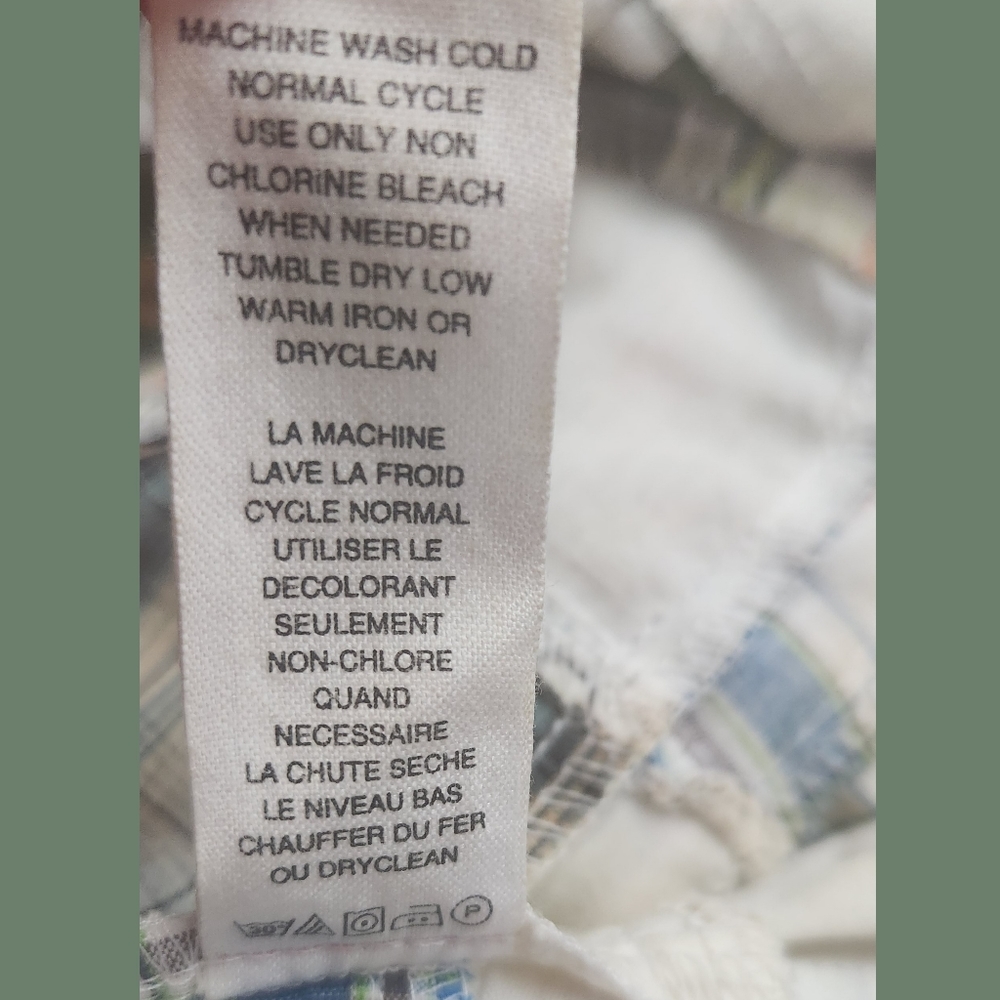 MACHINE WASH COLD
NORMAL CYCLE
USE ONLY NON
CHLORINE BLEACH
WHEN NEEDED
TUMBLE DRY LOW
WARM IRON OR
DRYCLEAN
LA MACHINE
LAVE LA FROID
CYCLE NORMAL
UTILISER LE
DECOLORANT
SEULEMENT
NON-CHLORE
QUAND
NECESSAIRE
LA CHUTE SECHE
LE NIVEAU BAS
CHAUFFER DU FER
OU DRYCLEAN
30° P